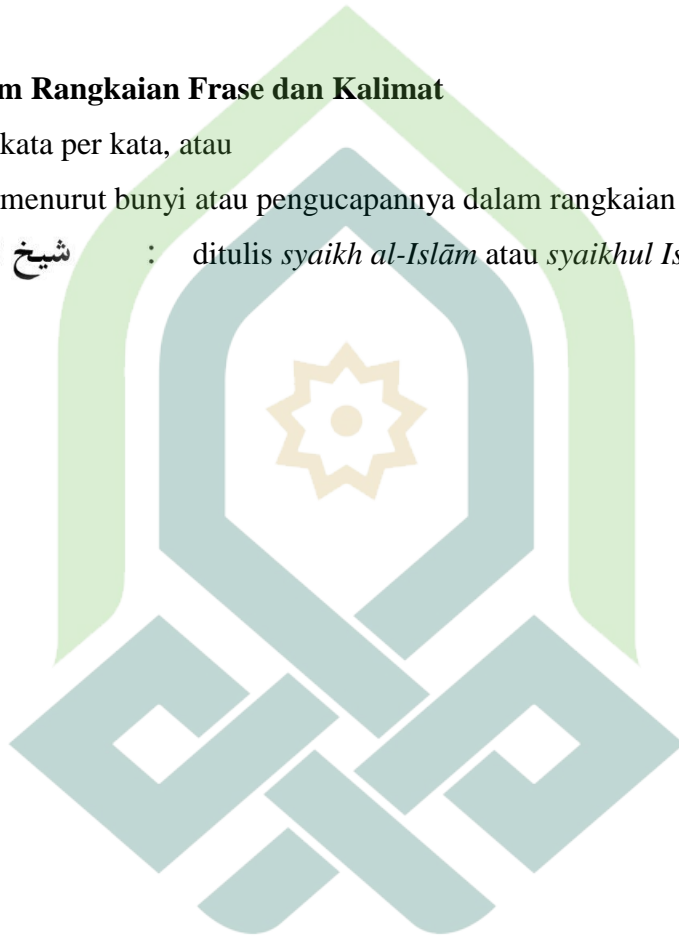 m Rangkaian Frase dan Kalimat
kata per kata, atau
menurut bunyi atau pengucapannya dalam rangkaian
شيخ : ditulis syaikh al-Islām atau syaikhul Is